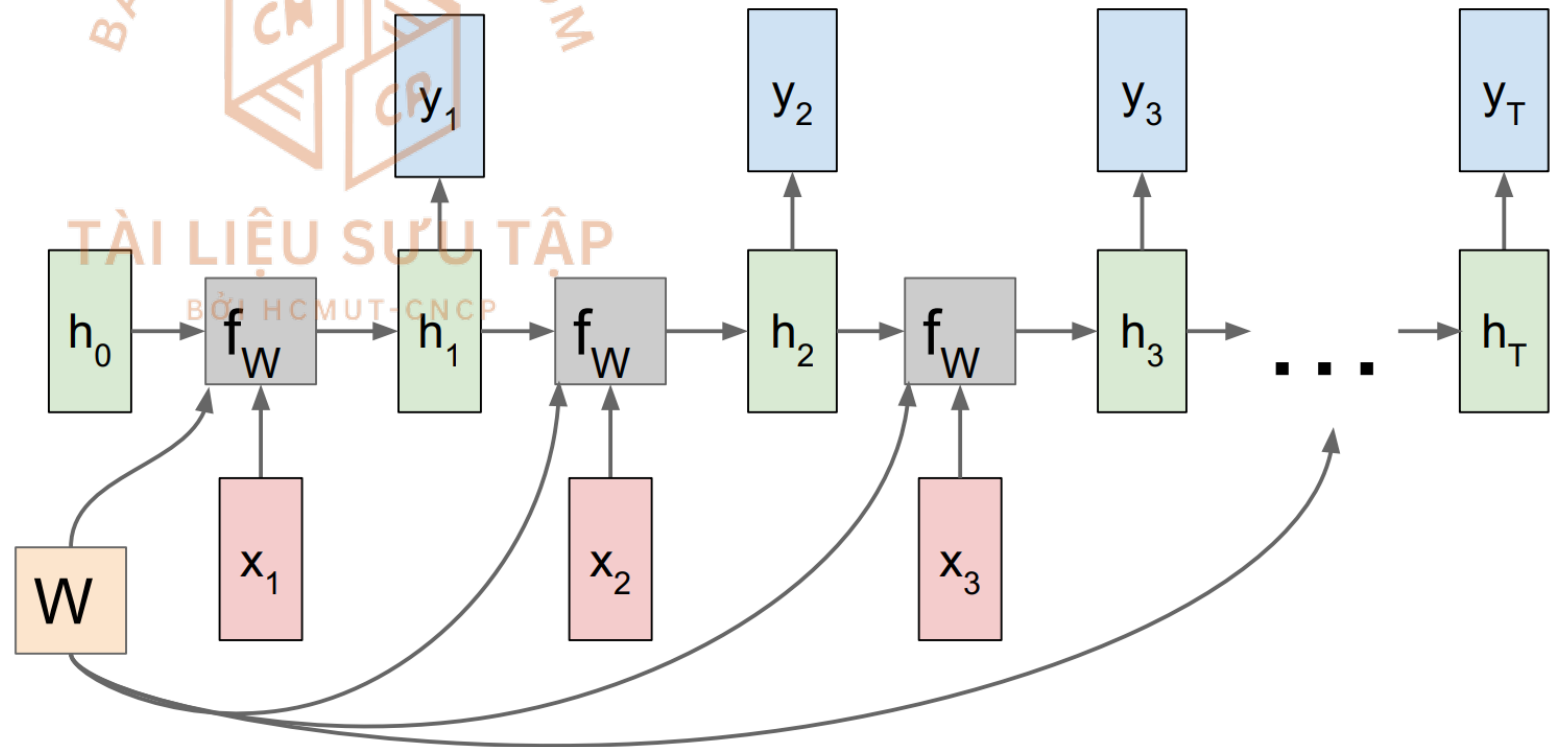 y1 y2 y3 yT
TÀI LIỆU SƯU TẬP
BỞI HCMUT-CNCP
h0 fW h1 fW h2 fW h3 ... hT
W x1 x2 x3